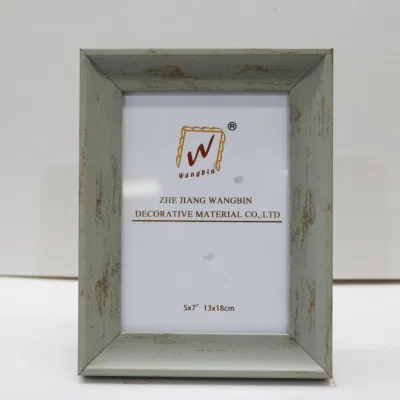 W ®
Wangbin
ZHE JIANG WANGBIN
DECORATIVE MATERIAL CO,.LTD
5x7" 13x18cm